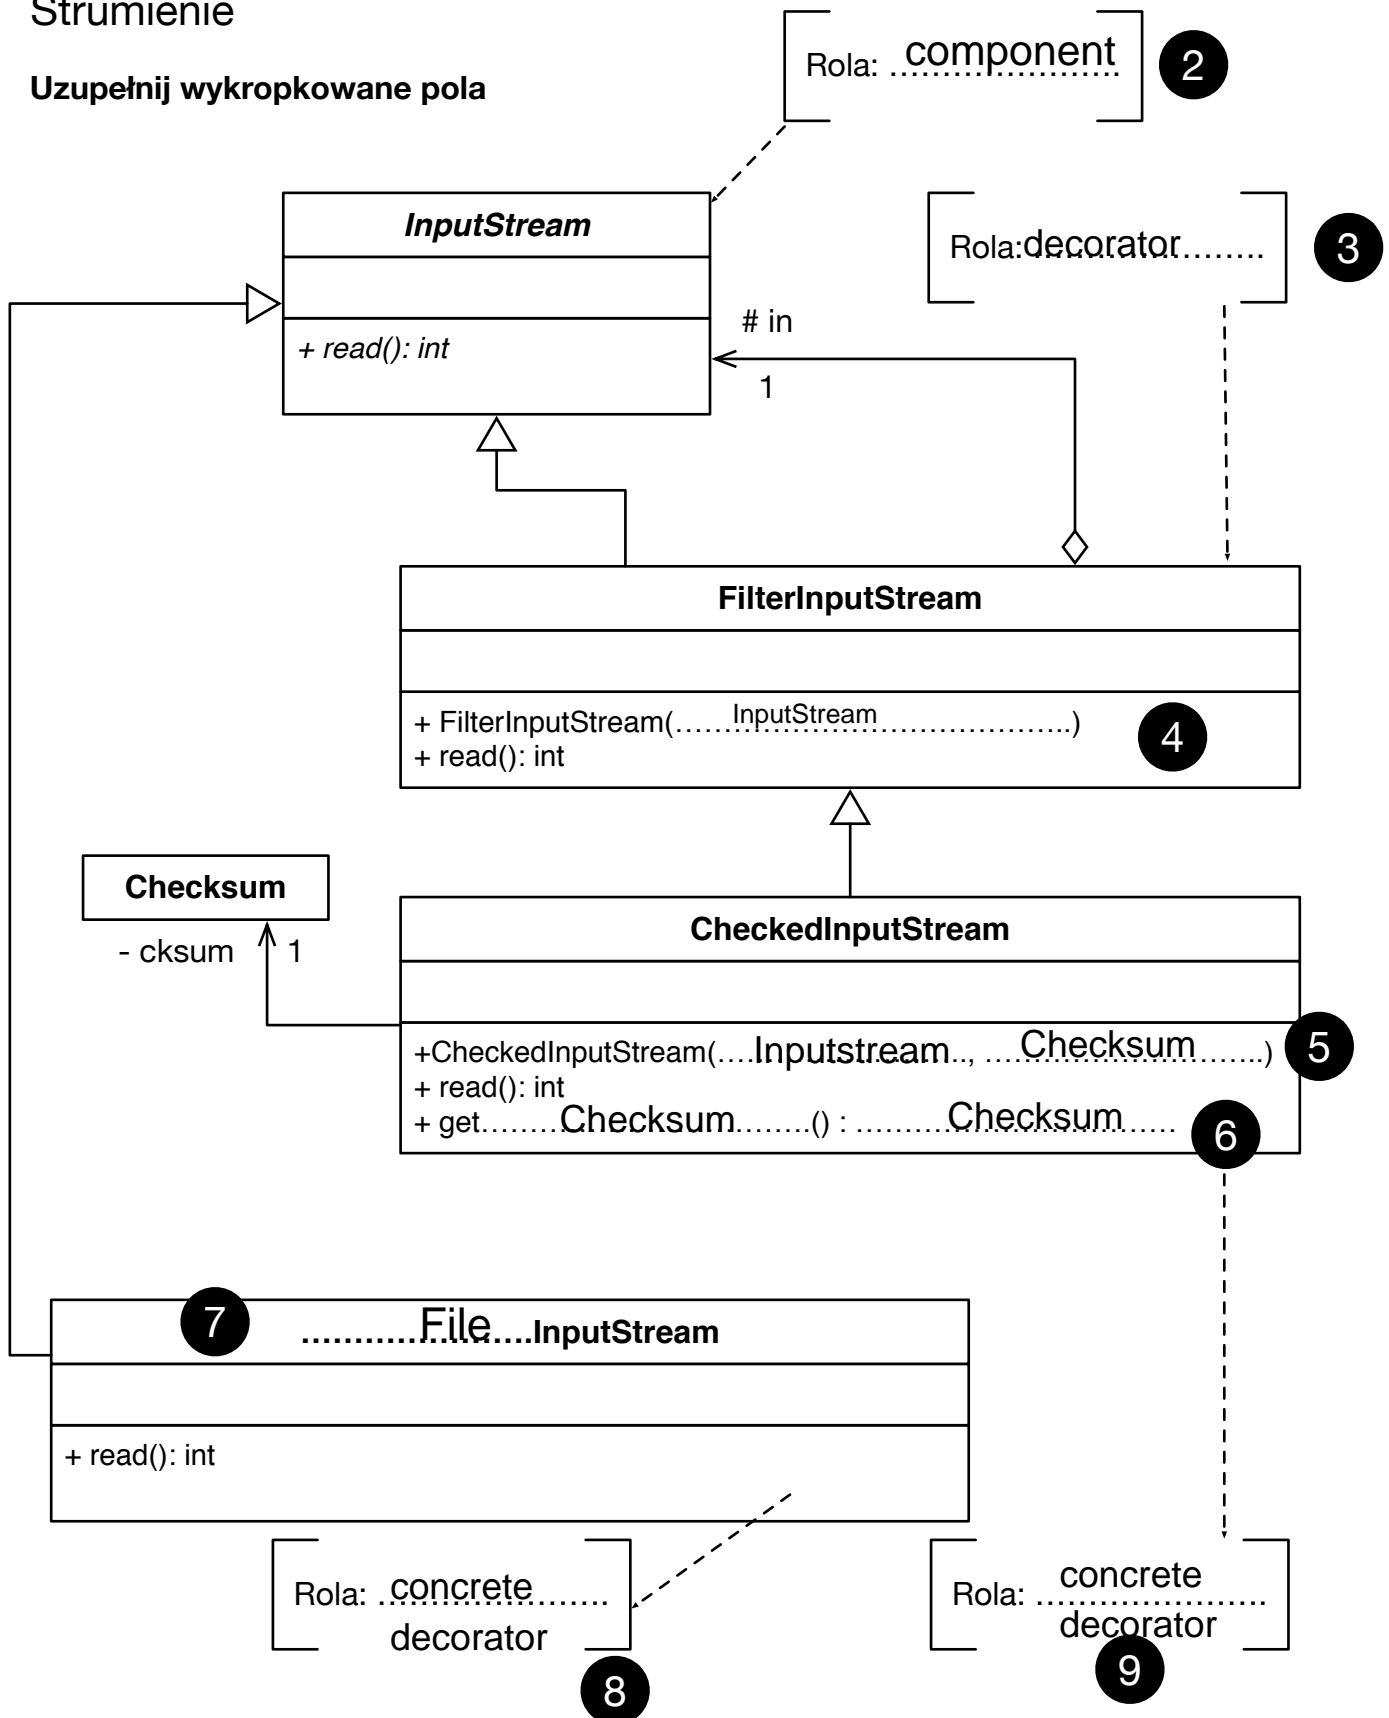 Strumienie
Uzupełnij wykropkowane pola
Rola: component
2
Rola:decorator
3
InputStream
+ read(): int
# in
1
FilterInputStream
+ FilterInputStream(……InputStream…………………………..)
+ read(): int
4
Checksum
- cksum 1
CheckedInputStream
+CheckedInputStream(….Inputstream.., …Checksum…..)
5
+ read(): int
+ get……Checksum……..() : ………Checksum……
6
7
………File…….InputStream
+ read(): int
Rola: concrete
decorator
8
Rola: concrete
decorator
9